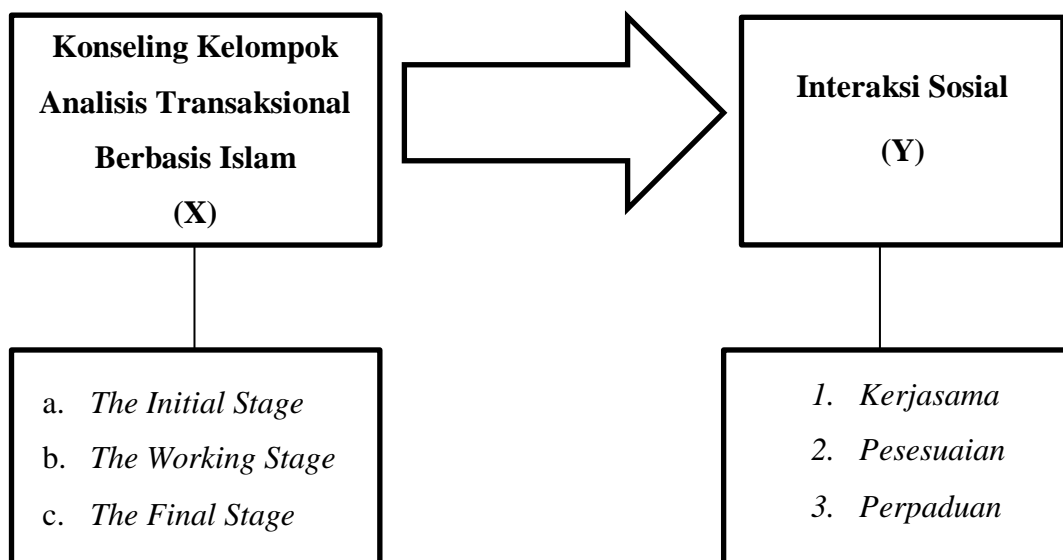 Konseling Kelompok
Analisis Transaksional
Berbasis Islam
(X)
Interaksi Sosial
(Y)
a. The Initial Stage
b. The Working Stage
c. The Final Stage
1. Kerjasama
2. Pesesuaian
3. Perpaduan